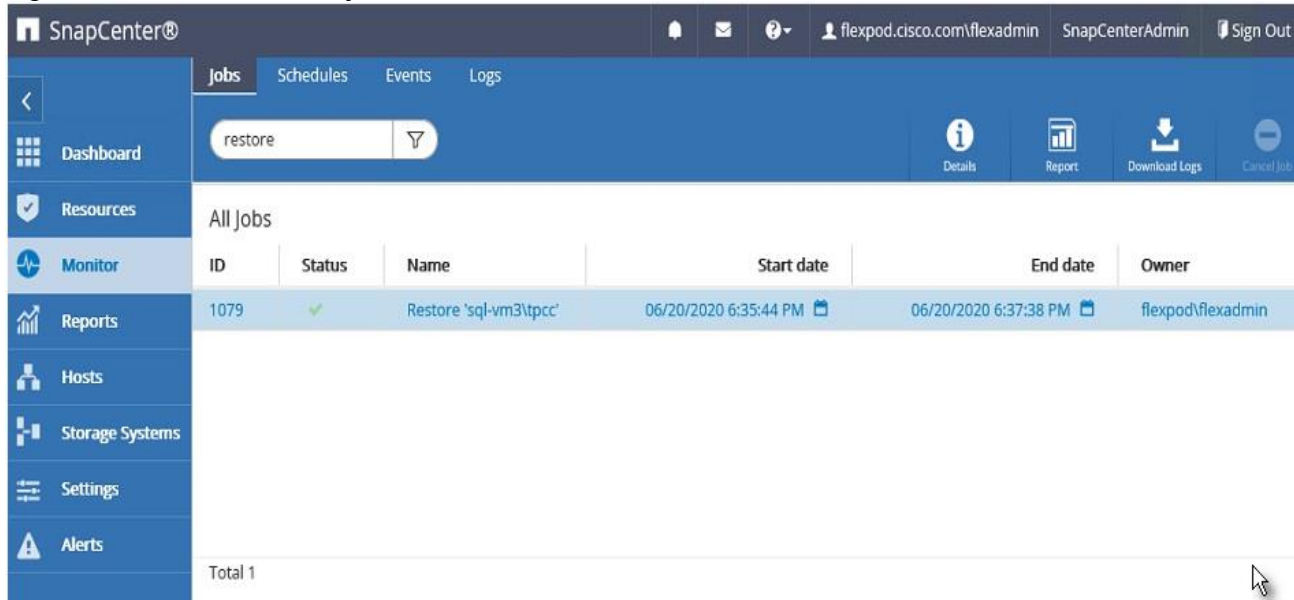 SnapCenter® flexpod.cisco.com\flexadmin SnapCenterAdmin Sign Out
Jobs Schedules Events Logs
restore
Details Report Download Logs Cancel Job
Dashboard
Resources
Monitor
Reports
Hosts
Storage Systems
Settings
Alerts
All Jobs
ID Status Name Start date End date Owner
1079 Restore 'sql-vm3\tpcc' 06/20/2020 6:35:44 PM 06/20/2020 6:37:38 PM flexpod\flexadmin
Total 1